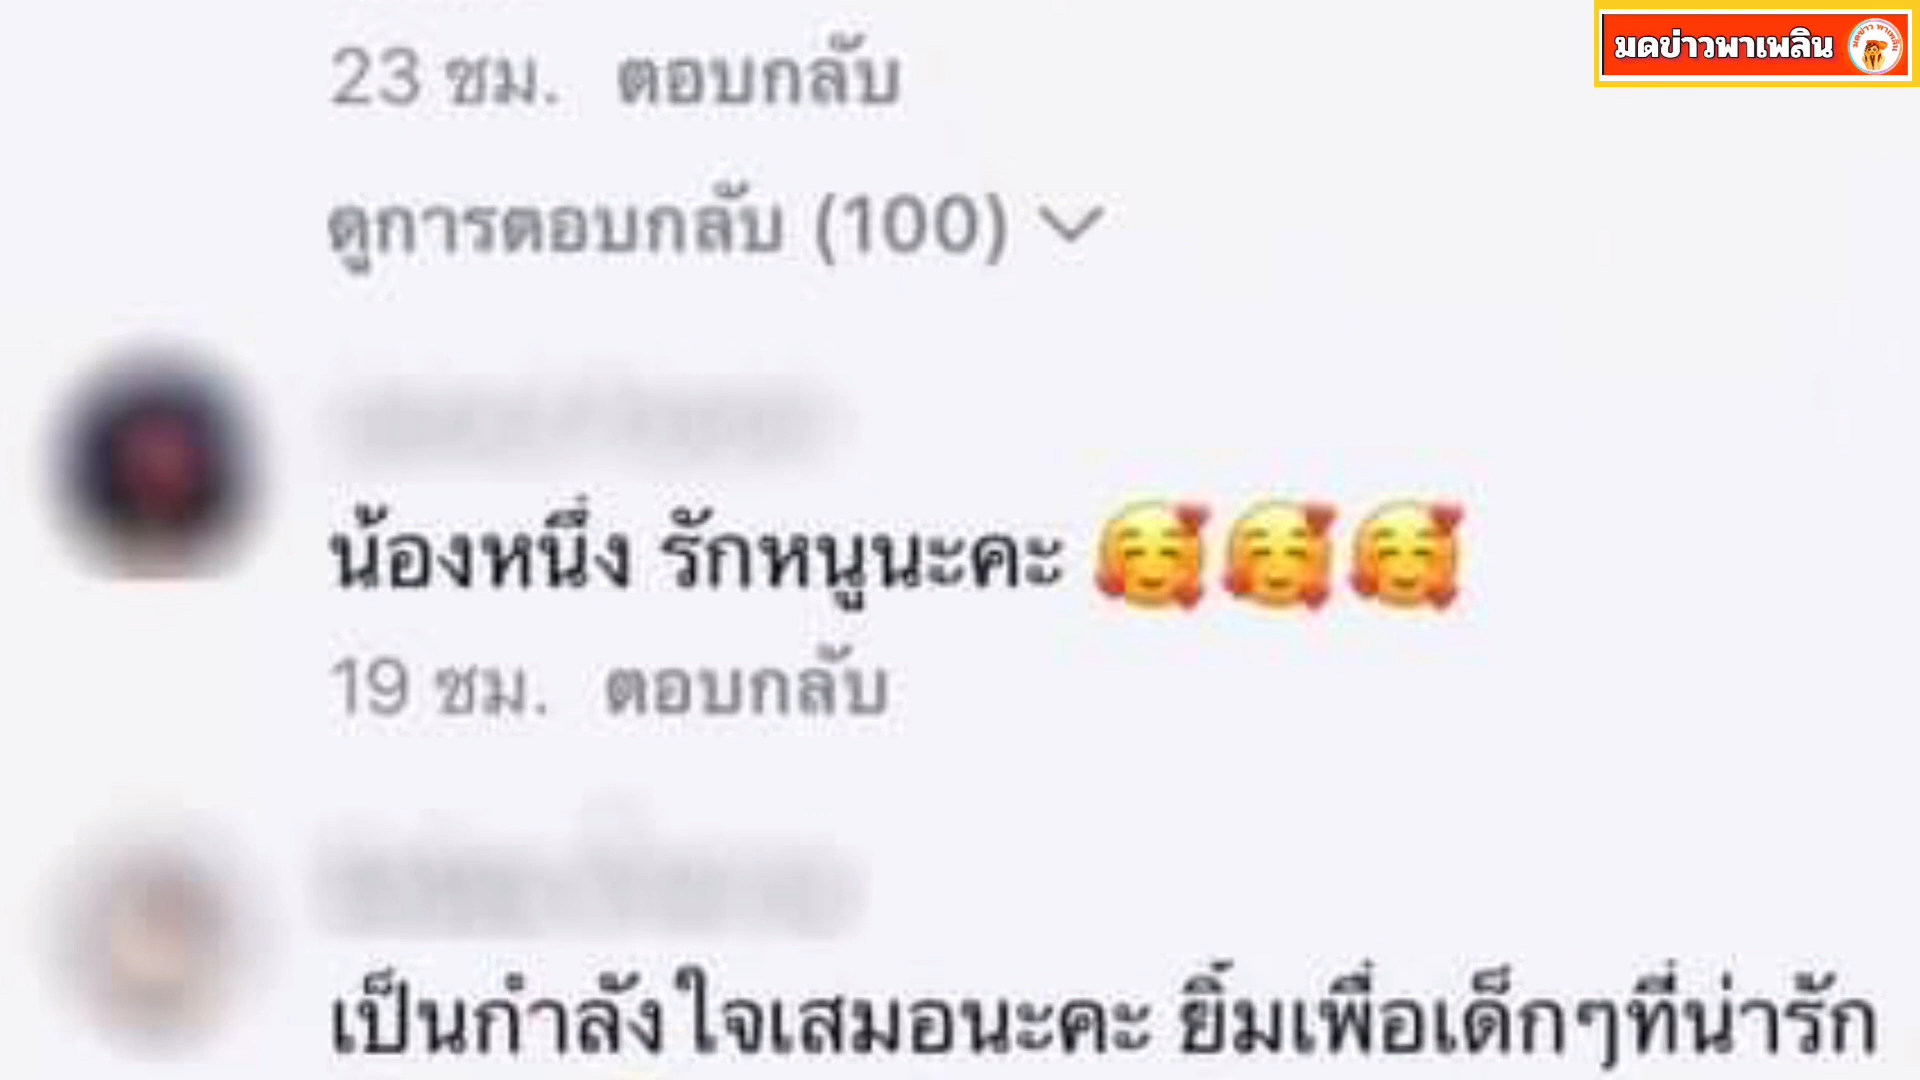 มดข่าวพาเพลิน
23 ชม. ตอบกลับ
ดูการตอบกลับ (100)
น้องหนึ่ง รักหนูนะคะ 🥰🥰🥰
19 ชม. ตอบกลับ
เป็นกำลังใจเสมอนะคะ ยิ้มเพื่อเด็กๆที่น่ารัก